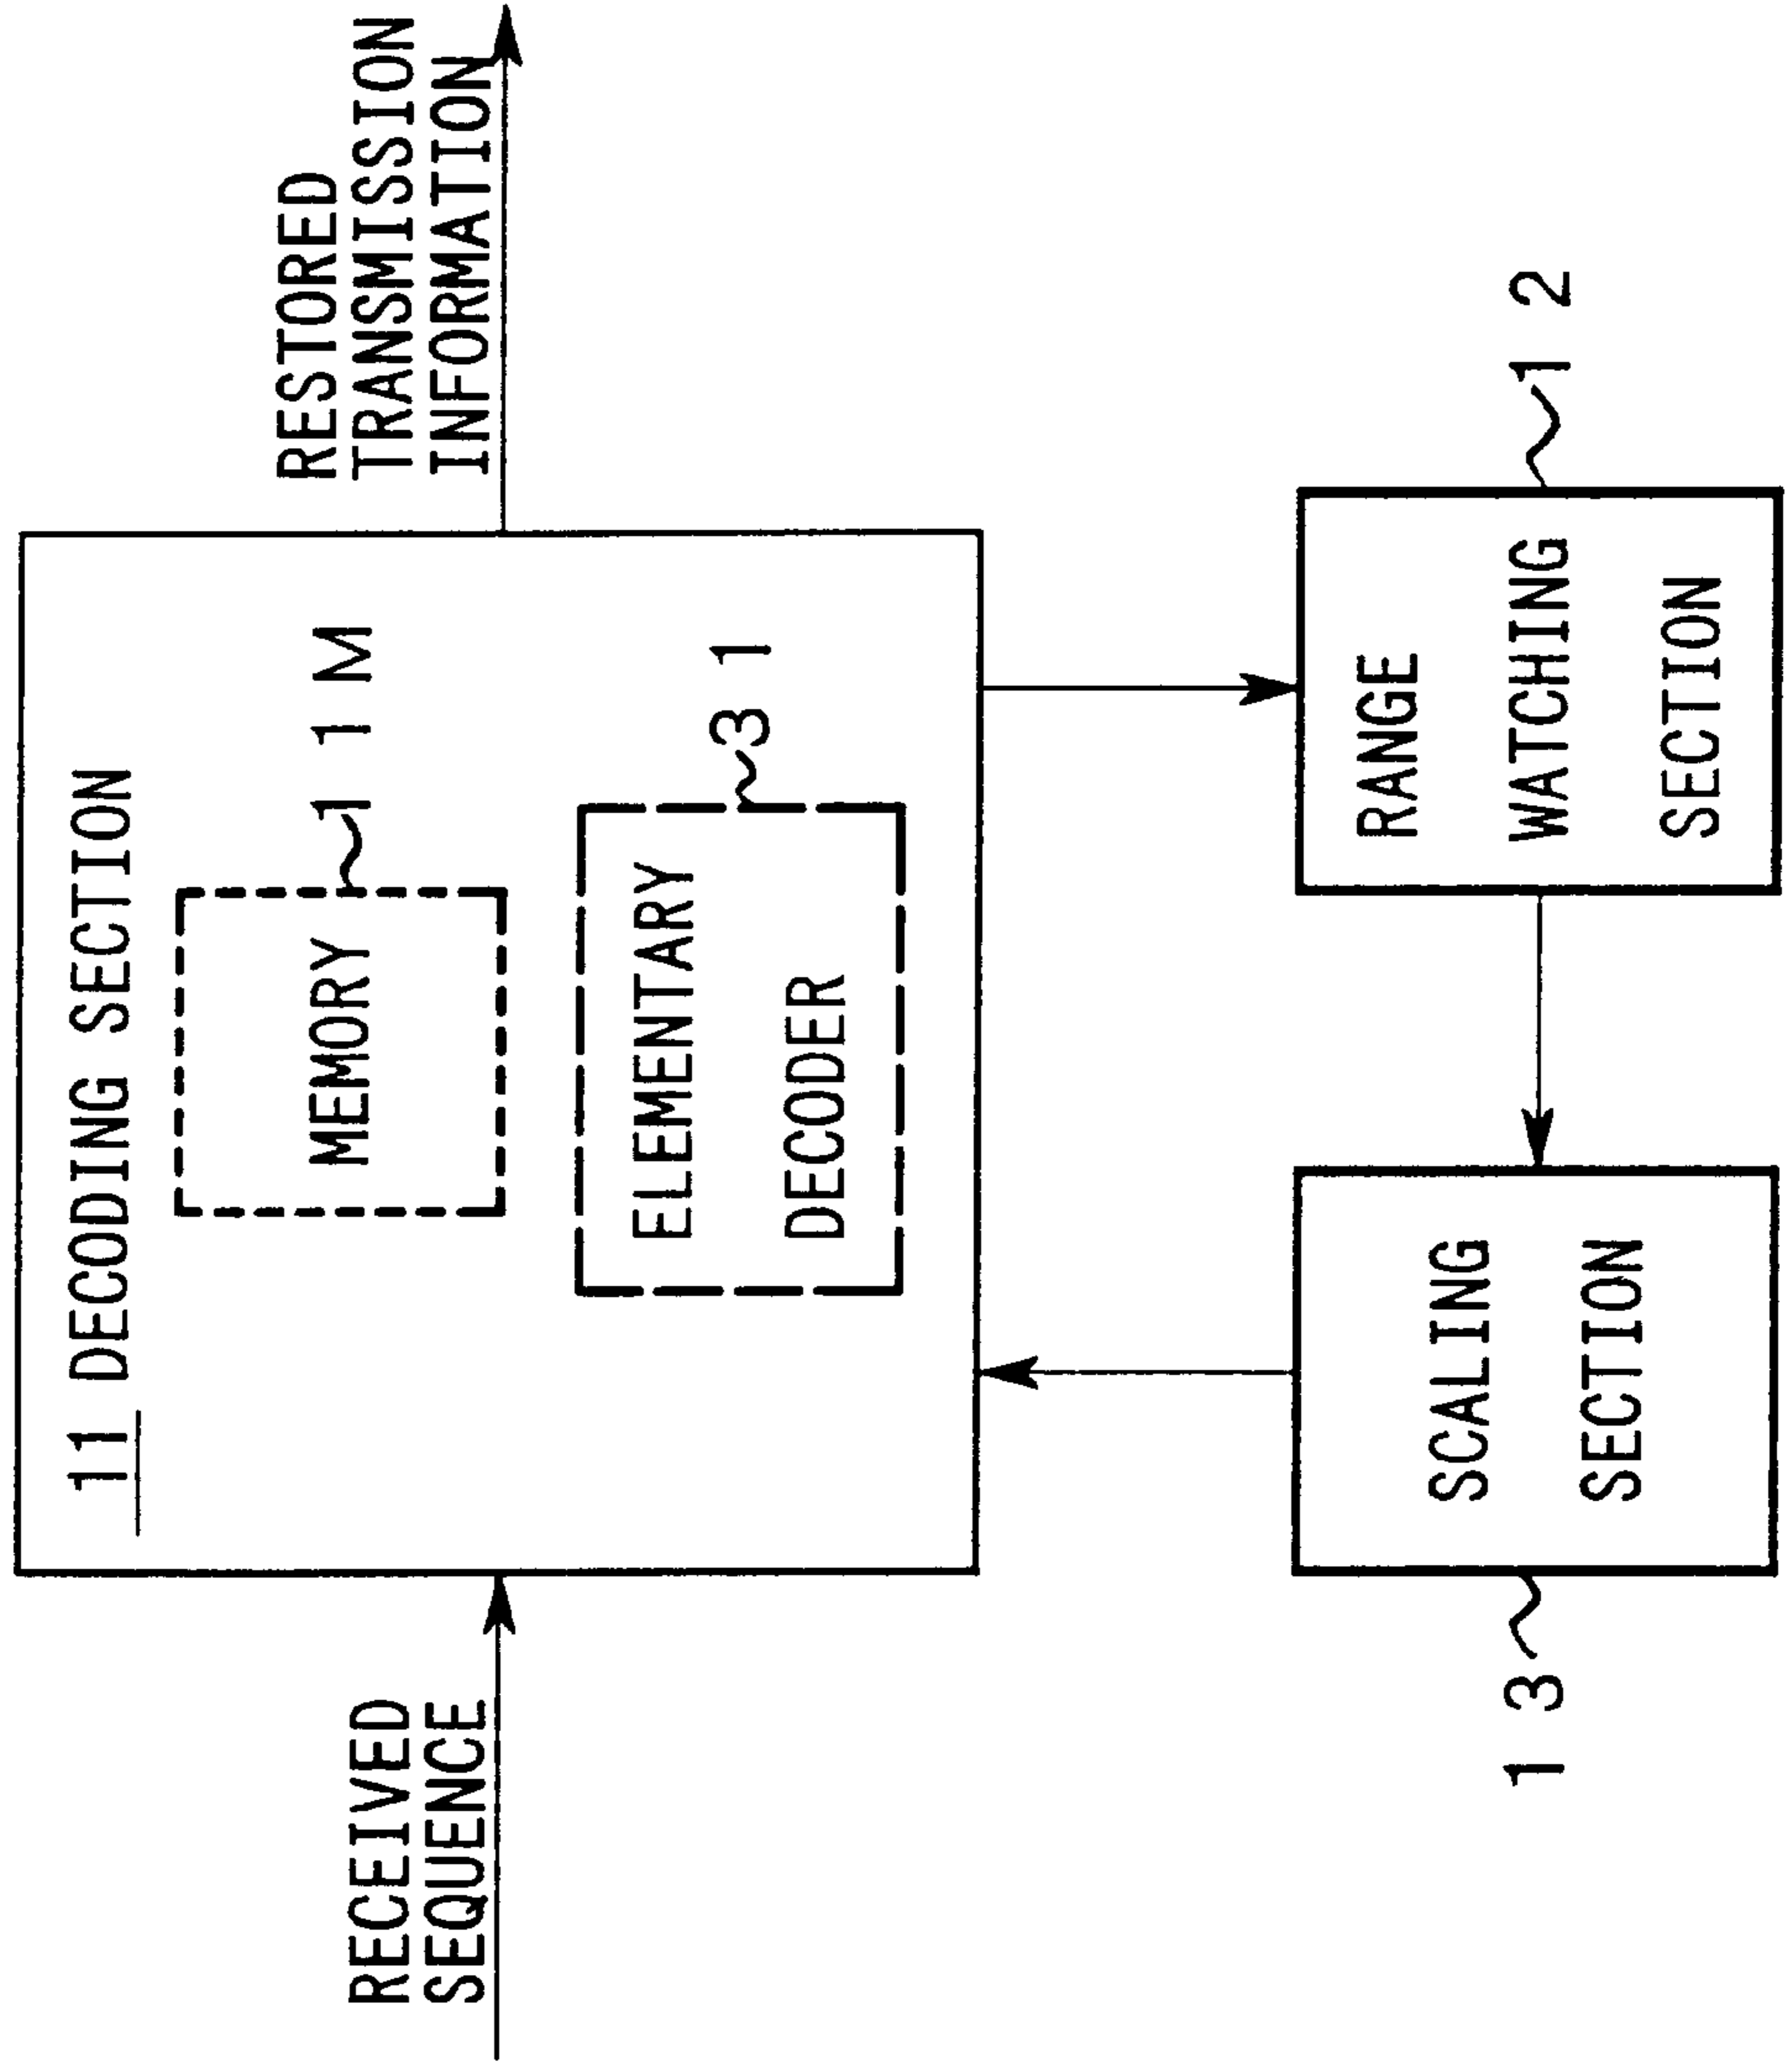 RESTORED
TRANSMISSION
INFORMATION
11 DECODING SECTION
11M
MEMORY
31
ELEMENTARY
DECODER
RECEIVED
SEQUENCE
SCALING
SECTION
13
RANGE
WATCHING
SECTION
12